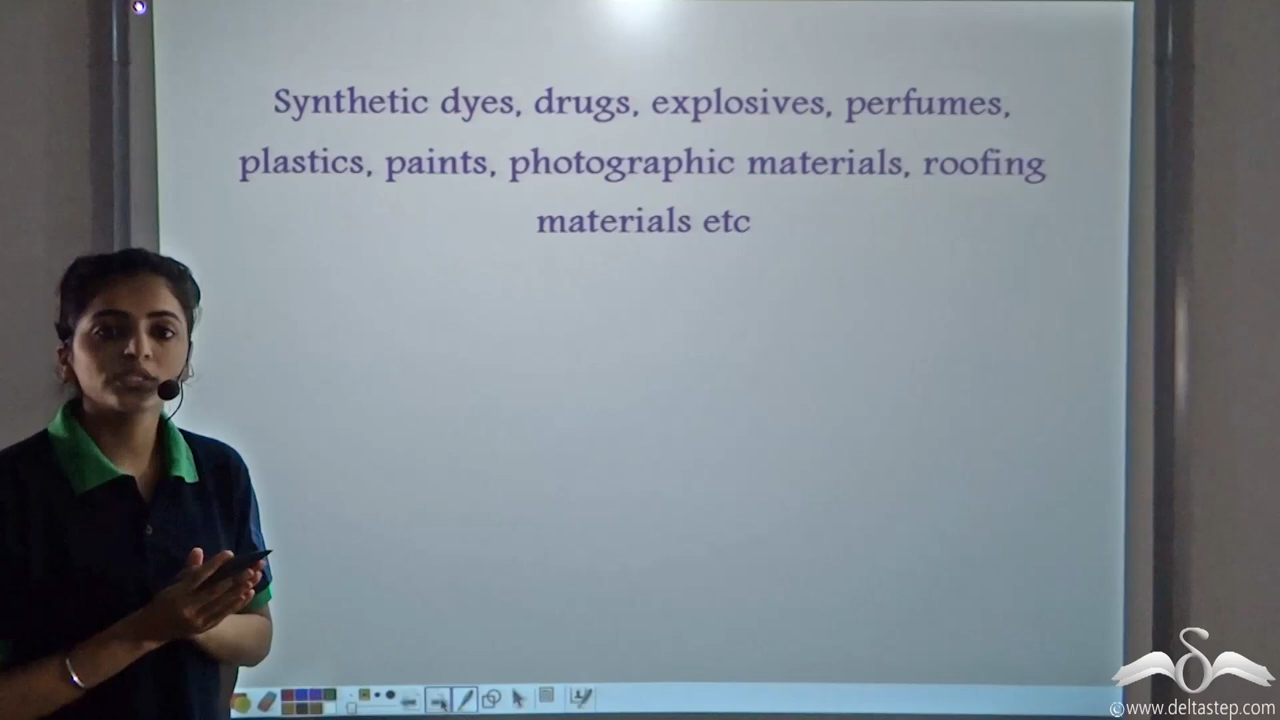 Synthetic dyes, drugs, explosives, perfumes,
plastics, paints, photographic materials, roofing
materials etc
©www.deltastep.com